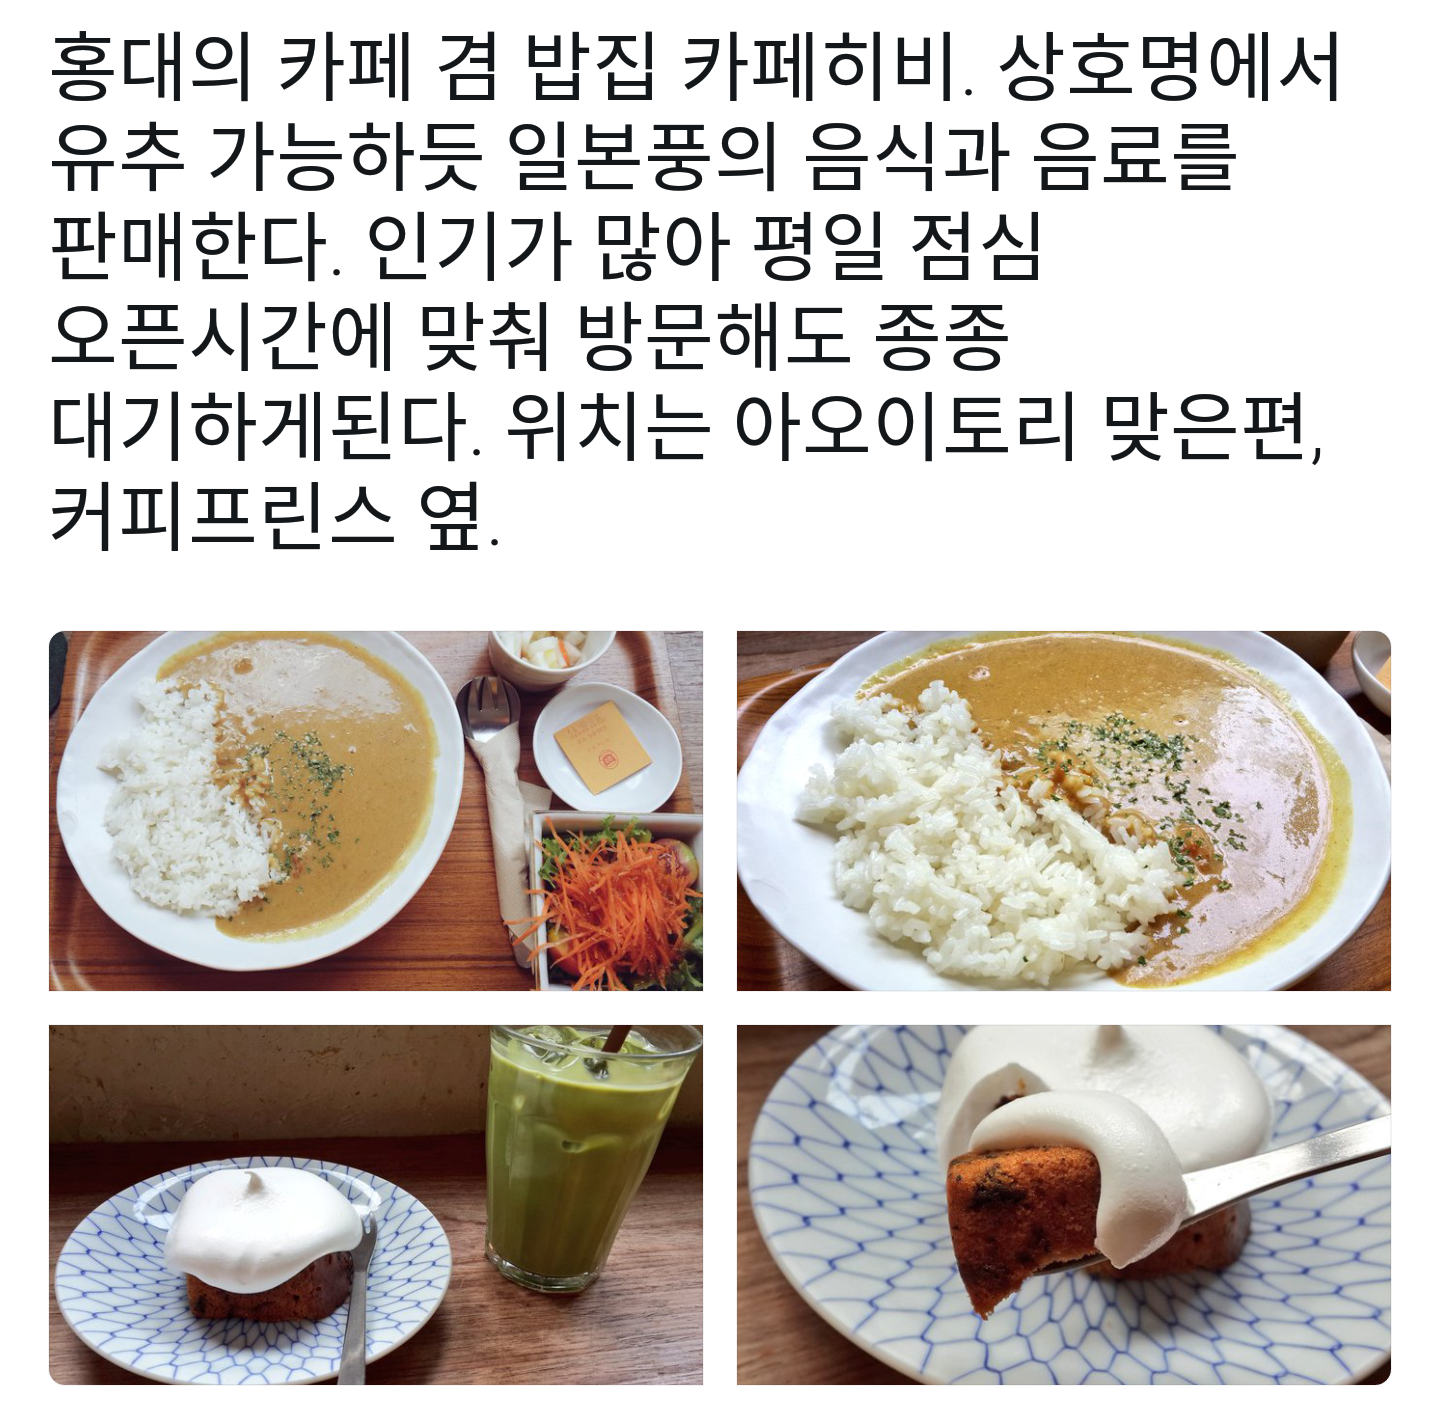 홍대의 카페 겸 밥집 카페히비. 상호명에서
유추 가능하듯 일본풍의 음식과 음료를
판매한다. 인기가 많아 평일 점심
오픈시간에 맞춰 방문해도 종종
대기하게된다. 위치는 아오이토리 맞은편,
커피프린스 옆.